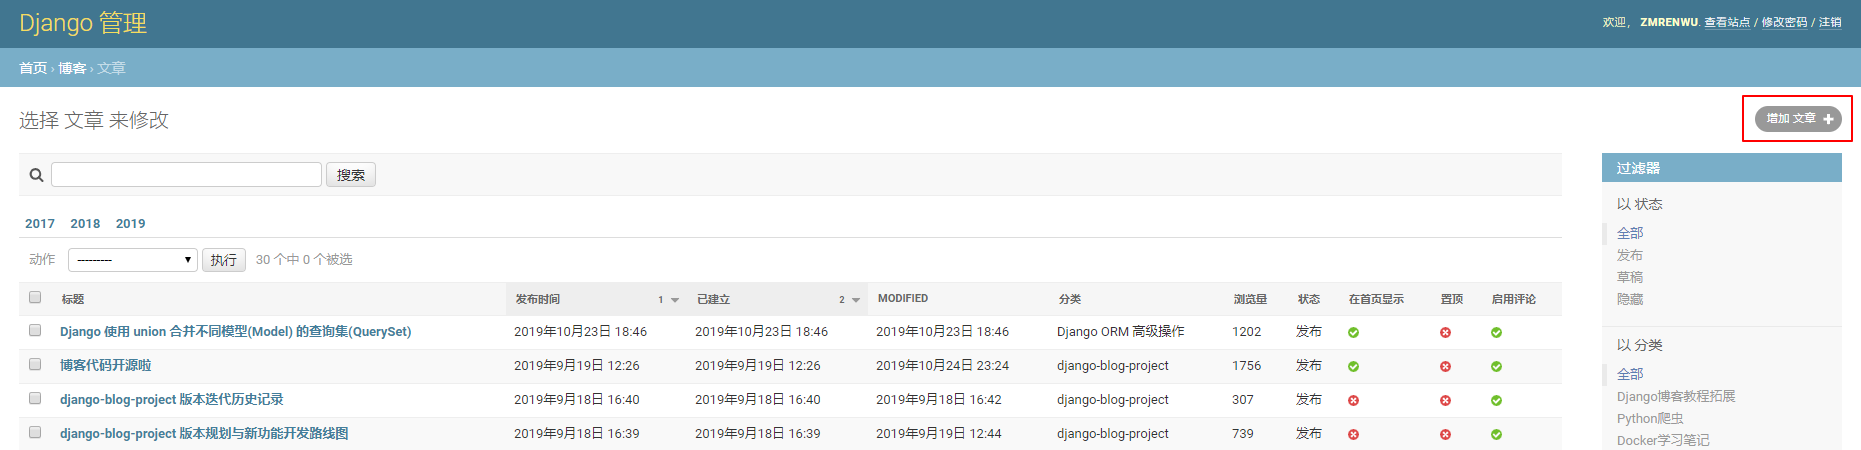 Django 管理
欢迎， ZMRENWU. 查看站点 / 修改密码 / 注销
首页 › 博客 › 文章
选择 文章 来修改
增加 文章
搜索
2017 2018 2019
动作 --------- 执行 30 个中 0 个被选
标题 发布时间 1 已建立 2 MODIFIED 分类 浏览量 状态 在首页显示 置顶 启用评论
Django 使用 union 合并不同模型(Model) 的查询集(QuerySet) 2019年10月23日 18:46 2019年10月23日 18:46 2019年10月23日 18:46 Django ORM 高级操作 1202 发布
博客代码开源啦 2019年9月19日 12:26 2019年9月19日 12:26 2019年10月24日 23:24 django-blog-project 1756 发布
django-blog-project 版本迭代历史记录 2019年9月18日 16:40 2019年9月18日 16:40 2019年9月18日 16:42 django-blog-project 307 发布
django-blog-project 版本规划与新功能开发路线图 2019年9月18日 16:39 2019年9月18日 16:39 2019年9月19日 12:44 django-blog-project 739 发布
过滤器
以 状态
全部
发布
草稿
隐藏
以 分类
全部
Django博客教程拓展
Python爬虫
Docker学习笔记